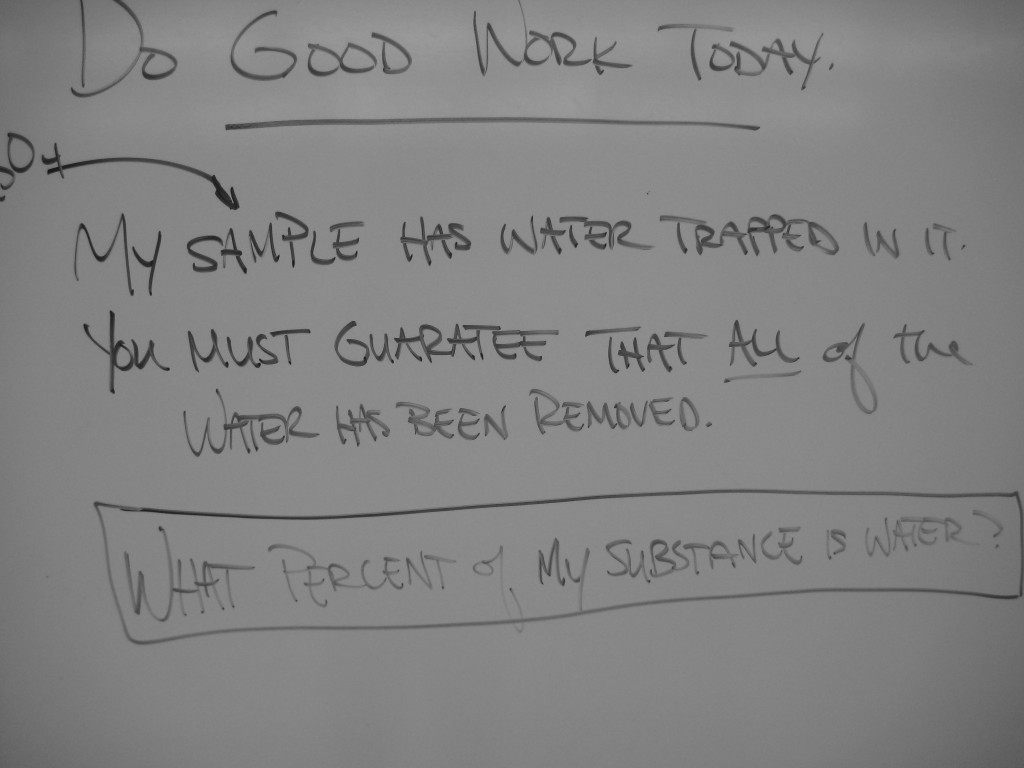 DO GOOD WORK TODAY.
O4
MY SAMPLE HAS WATER TRAPPED IN IT.
YOU MUST GUARATEE THAT ALL of the
WATER HAS BEEN REMOVED.
WHAT PERCENT of MY SUBSTANCE IS WATER?